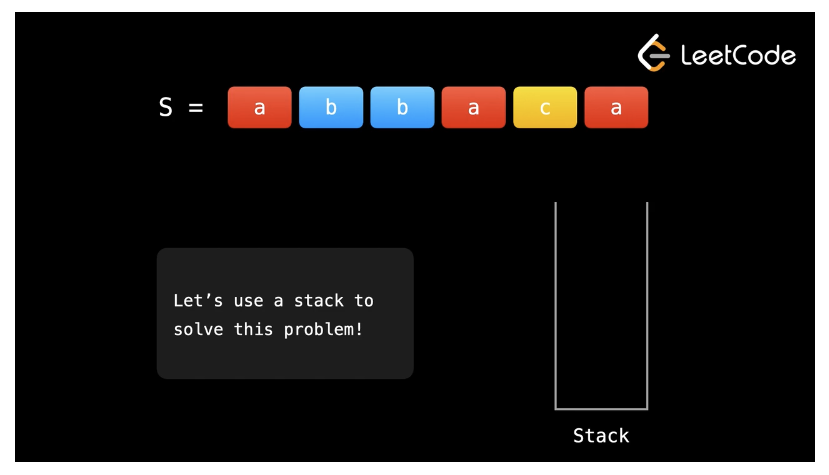 LeetCode
S = a b b a c a
Let’s use a stack to
solve this problem!
Stack